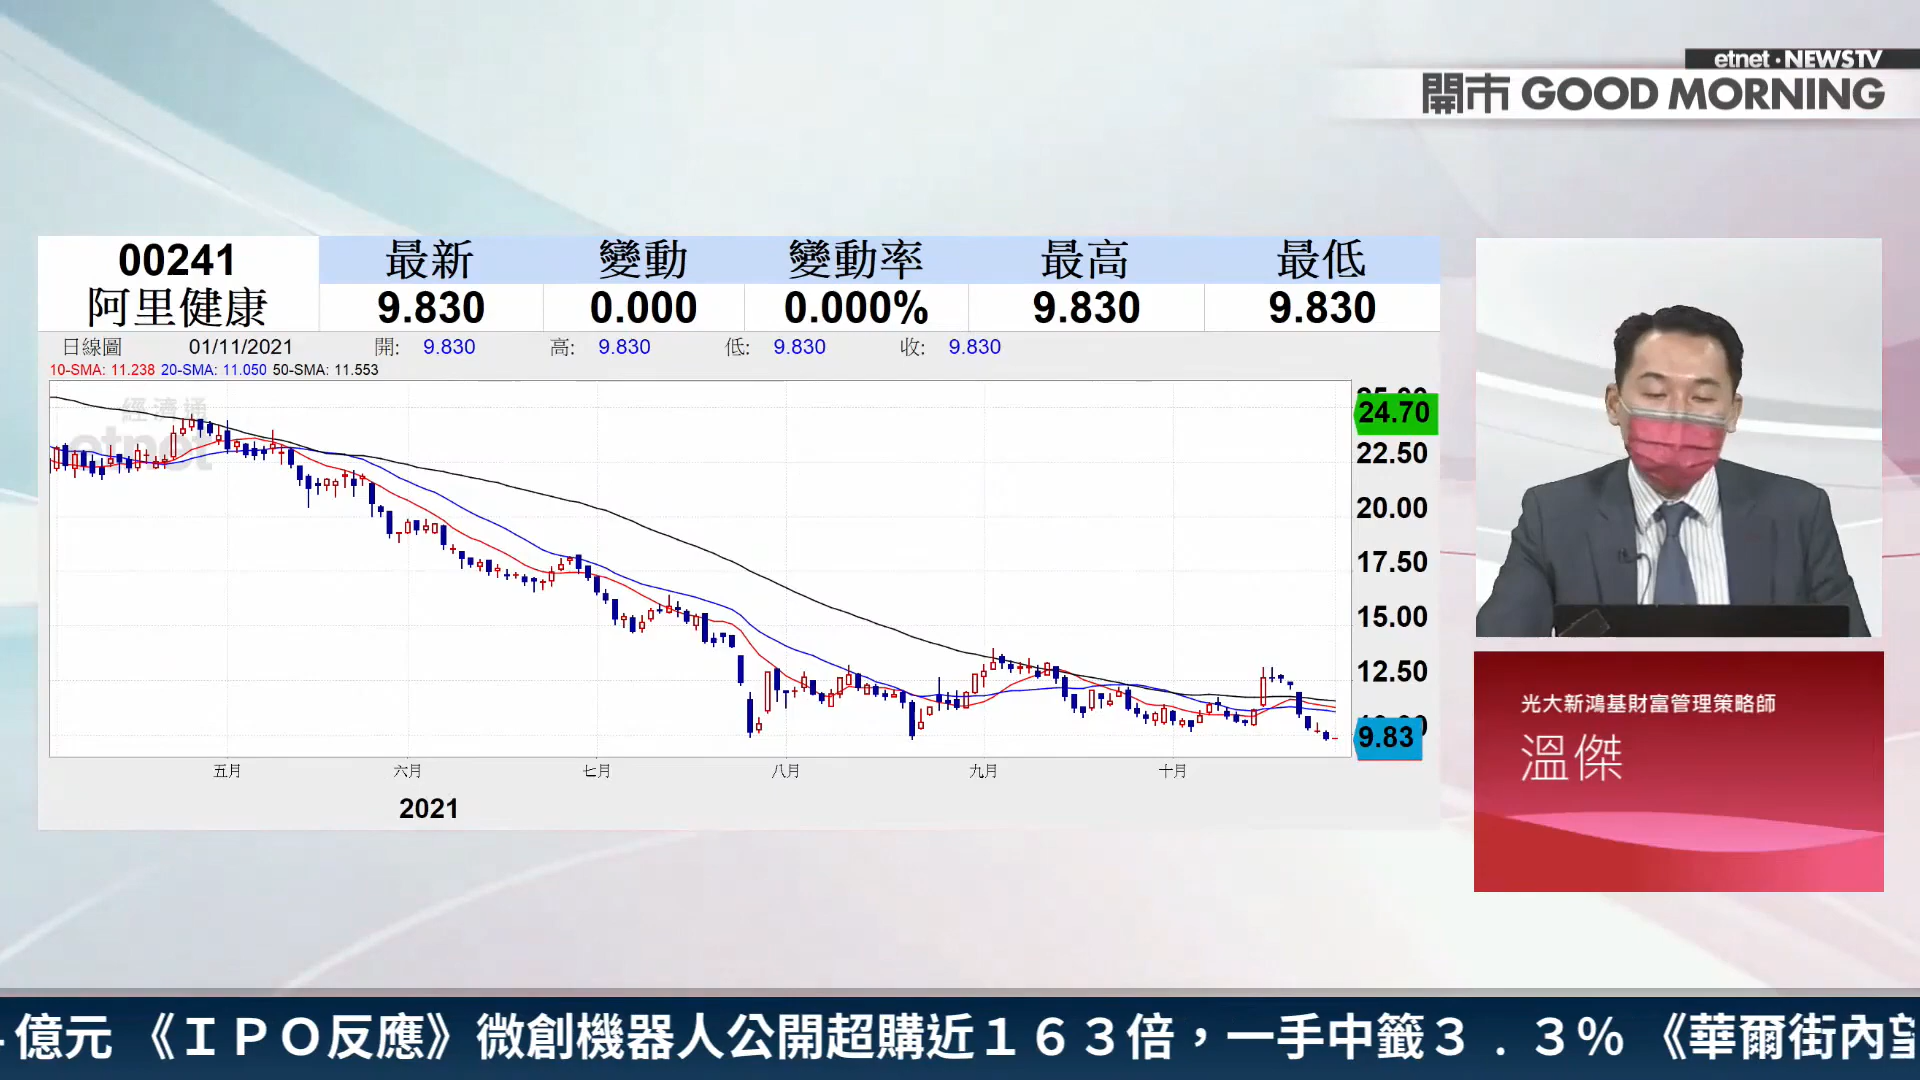 etnet · NEWSTV
開市 GOOD MORNING
00241 最新 變動 變動率 最高 最低
阿里健康 9.830 0.000 0.000% 9.830 9.830
日線圖 01/11/2021 開: 9.830 高: 9.830 低: 9.830 收: 9.830
10-SMA: 11.238 20-SMA: 11.050 50-SMA: 11.553
經濟通
etnet
24.70
22.50
20.00
17.50
15.00
12.50
9.83
五月 六月 七月 八月 九月 十月
2021
光大新鴻基財富管理策略師
溫傑
億元 《ＩＰＯ反應》微創機器人公開超購近１６３倍，一手中籤３．３％ 《華爾街內